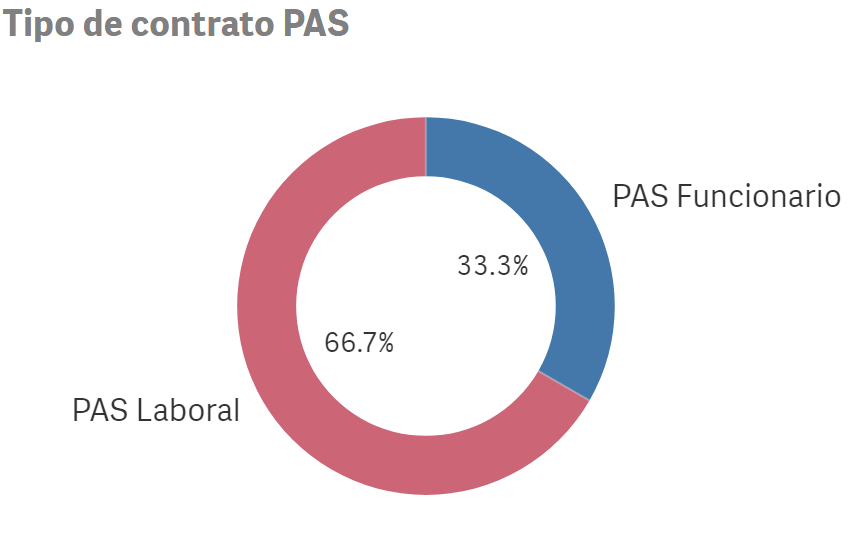 Tipo de contrato PAS
PAS Funcionario
33.3%
66.7%
PAS Laboral